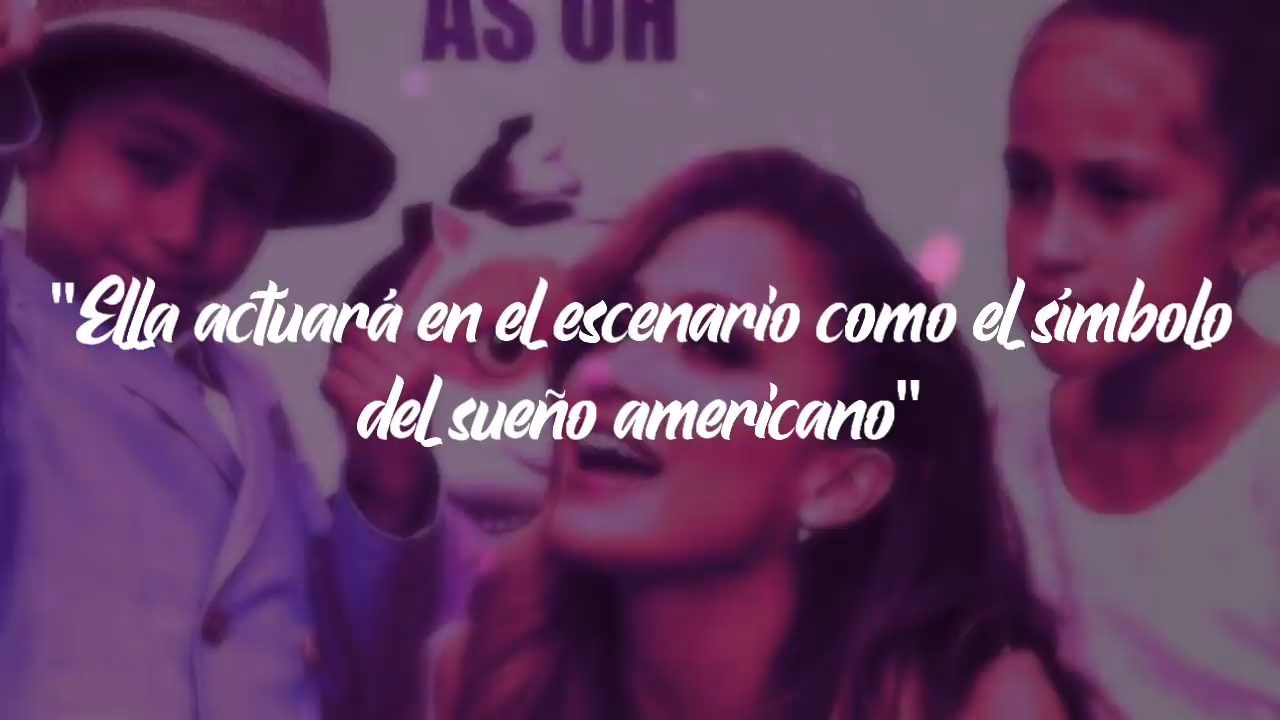 AS OH
"Ella actuará en el escenario como el símbolo
del sueño americano"